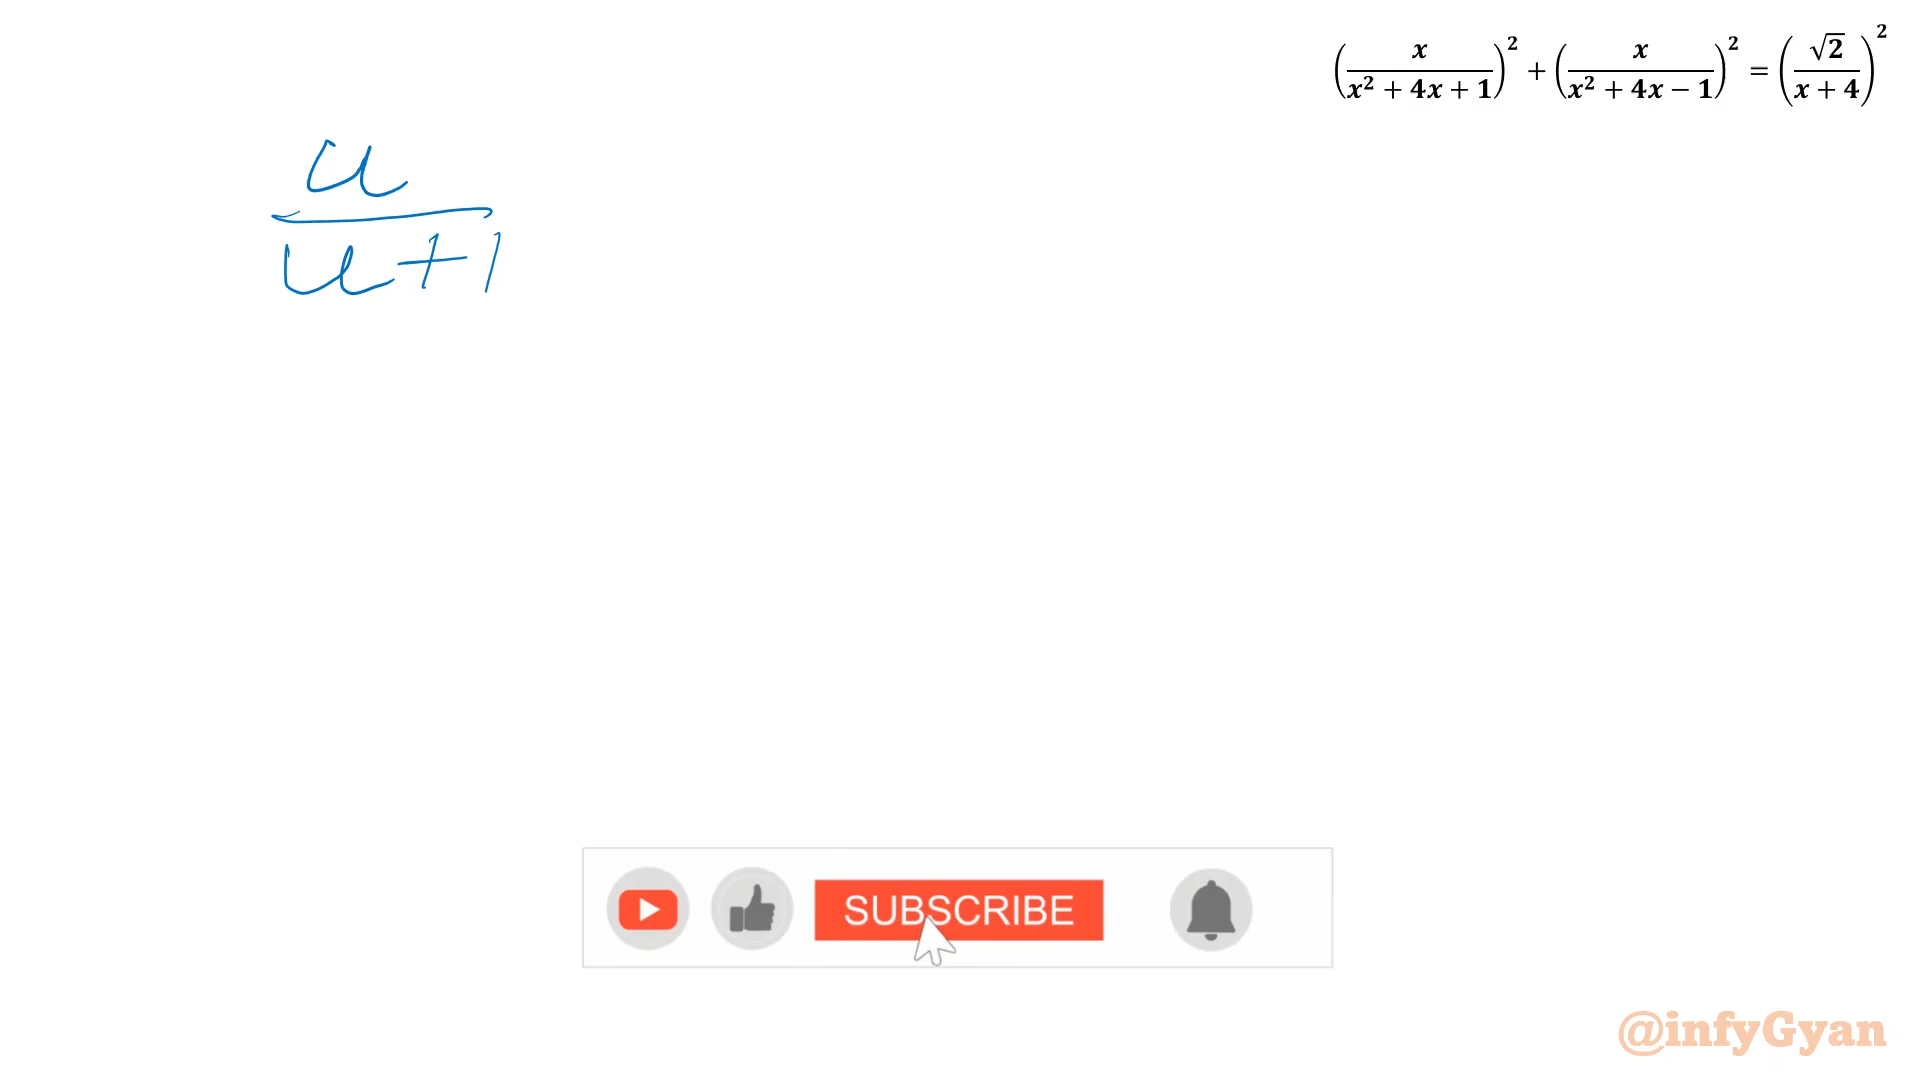 (x/(x² + 4x + 1))² + (x/(x² + 4x − 1))² = (√2/(x + 4))²
u
u+1
SUBSCRIBE
@infyGyan